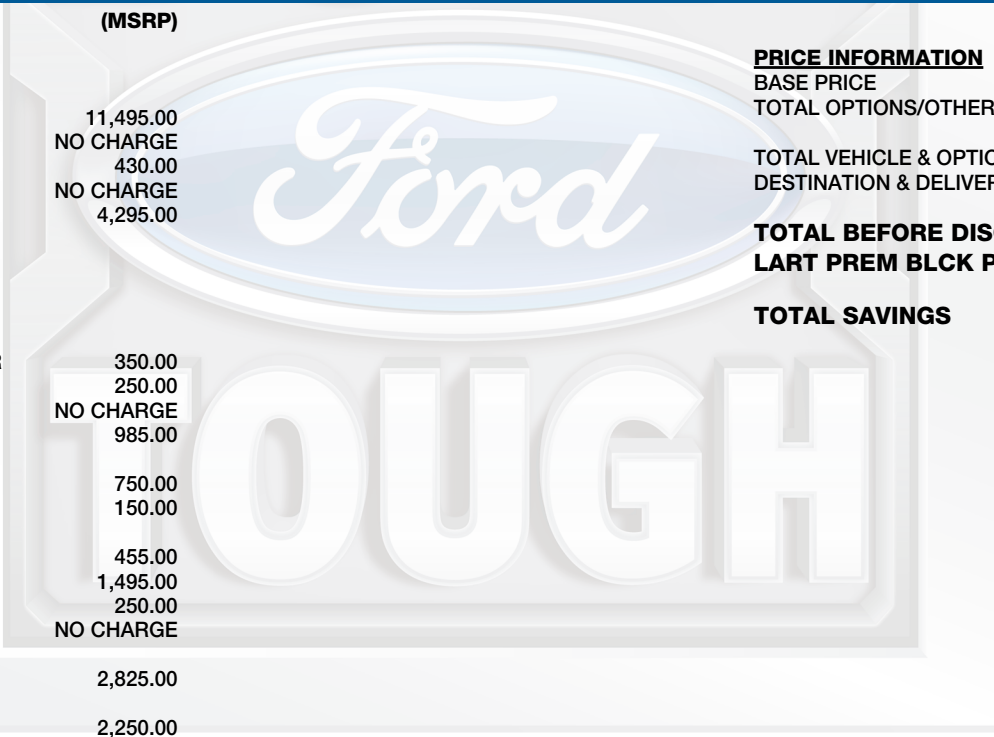 (MSRP)
11,495.00
NO CHARGE
430.00
NO CHARGE
4,295.00
350.00
250.00
NO CHARGE
985.00
750.00
150.00
455.00
1,495.00
250.00
NO CHARGE
2,825.00
2,250.00
PRICE INFORMATION
BASE PRICE
TOTAL OPTIONS/OTHER
TOTAL VEHICLE & OPTIO
DESTINATION & DELIVER
TOTAL BEFORE DISC
LART PREM BLCK P
TOTAL SAVINGS
Ford
TOUGH